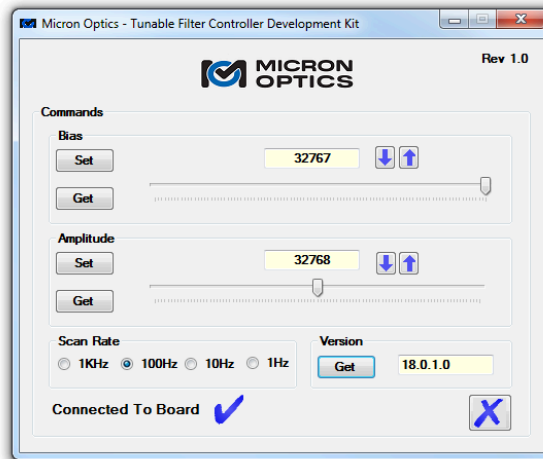 Micron Optics - Tunable Filter Controller Development Kit
MICRON
OPTICS
Rev 1.0
Commands
Bias
Set
32767
Get
Amplitude
Set
32768
Get
Scan Rate
1KHz 100Hz 10Hz 1Hz
Version
Get 18.0.1.0
Connected To Board